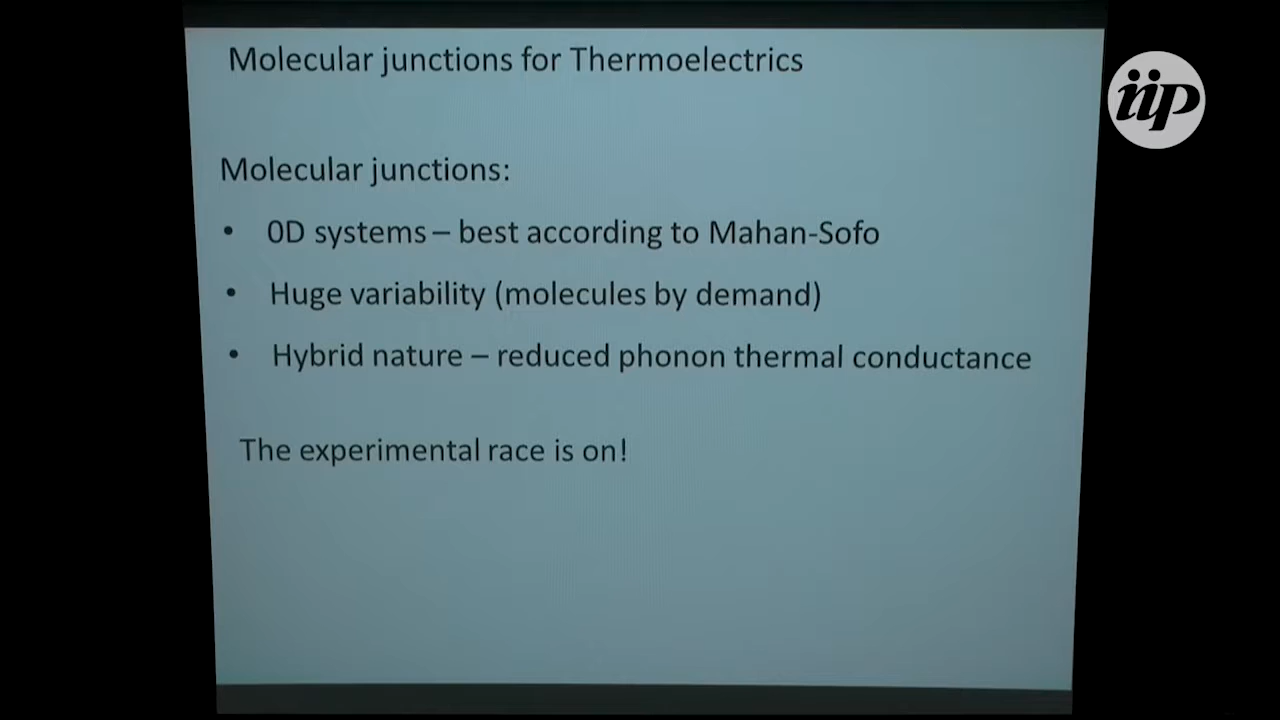 Molecular junctions for Thermoelectrics
iip
Molecular junctions:
• 0D systems – best according to Mahan-Sofo
• Huge variability (molecules by demand)
• Hybrid nature – reduced phonon thermal conductance
The experimental race is on!